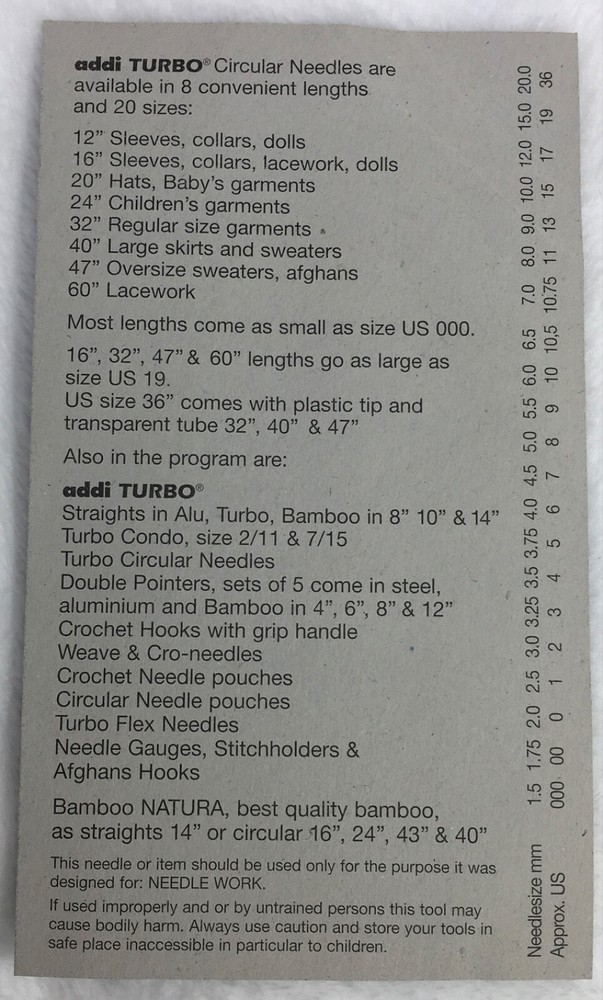 addi TURBO® Circular Needles are
available in 8 convenient lengths
and 20 sizes:
12” Sleeves, collars, dolls
16” Sleeves, collars, lacework, dolls
20” Hats, Baby’s garments
24” Children’s garments
32” Regular size garments
40” Large skirts and sweaters
47” Oversize sweaters, afghans
60” Lacework
Most lengths come as small as size US 000.
16”, 32”, 47” & 60” lengths go as large as
size US 19.
US size 36” comes with plastic tip and
transparent tube 32”, 40” & 47”
Also in the program are:
addi TURBO®
Straights in Alu, Turbo, Bamboo in 8” 10” & 14”
Turbo Condo, size 2/11 & 7/15
Turbo Circular Needles
Double Pointers, sets of 5 come in steel,
aluminium and Bamboo in 4”, 6”, 8” & 12”
Crochet Hooks with grip handle
Weave & Cro-needles
Crochet Needle pouches
Circular Needle pouches
Turbo Flex Needles
Needle Gauges, Stitchholders &
Afghans Hooks
Bamboo NATURA, best quality bamboo,
as straights 14” or circular 16”, 24”, 43” & 40”
This needle or item should be used only for the purpose it was
designed for: NEEDLE WORK.
If used improperly and or by untrained persons this tool may
cause bodily harm. Always use caution and store your tools in
safe place inaccessible in particular to children.
Needlesize mm 1.5 1.75 2.0 2.5 3.0 3.25 3.5 3.75 4.0 4.5 5.0 5.5 6.0 6.5 7.0 8.0 9.0 10.0 12.0 15.0 20.0
Approx. US 000 00 0 1 2 3 4 5 6 7 8 9 10 10,5 10.75 11 13 15 17 19 36